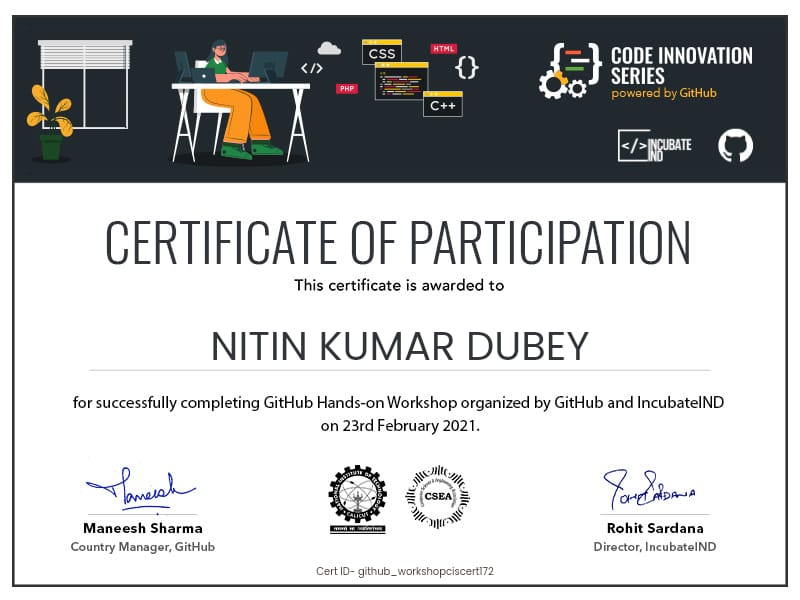 CSS
HTML
</>
{}
PHP
C++
CODE INNOVATION
SERIES
powered by GitHub
</> INCUBATE
IND
CERTIFICATE OF PARTICIPATION
This certificate is awarded to
NITIN KUMAR DUBEY
for successfully completing GitHub Hands-on Workshop organized by GitHub and IncubateIND
on 23rd February 2021.
Maneesh
Rohit Sardana
CSEA
Maneesh Sharma
Rohit Sardana
Country Manager, GitHub
Director, IncubateIND
Cert ID- github_workshopciscert172